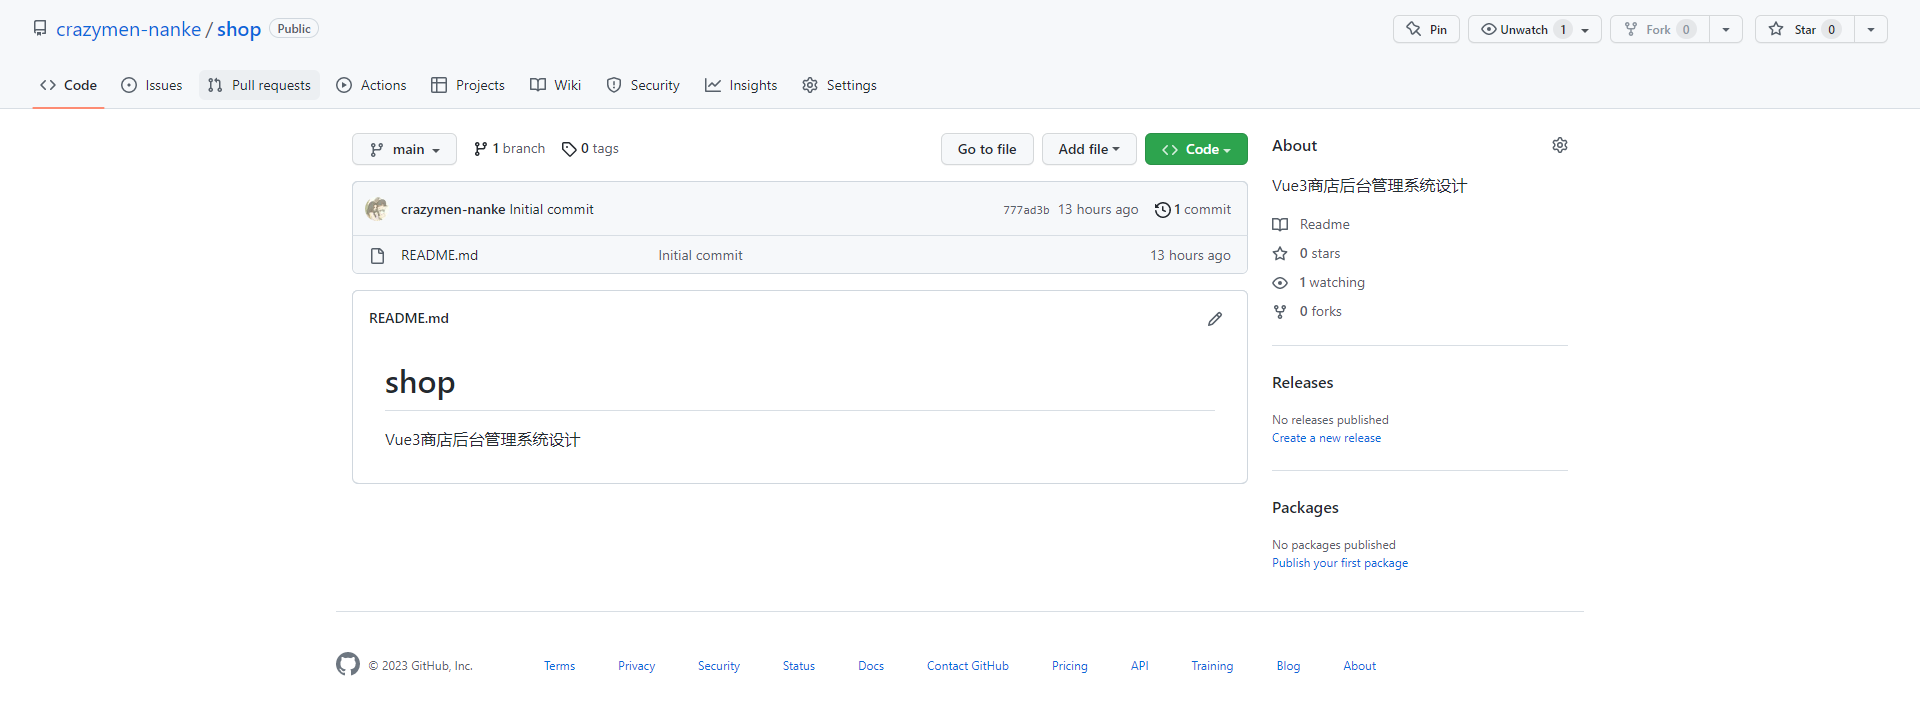 crazymen-nanke / shop Public Pin Unwatch 1 Fork 0 Star 0
Code Issues Pull requests Actions Projects Wiki Security Insights Settings
main 1 branch 0 tags Go to file Add file Code
crazymen-nanke Initial commit 777ad3b 13 hours ago 1 commit
README.md Initial commit 13 hours ago
README.md
shop
Vue3商店后台管理系统设计
About
Vue3商店后台管理系统设计
Readme
0 stars
1 watching
0 forks
Releases
No releases published
Create a new release
Packages
No packages published
Publish your first package
© 2023 GitHub, Inc. Terms Privacy Security Status Docs Contact GitHub Pricing API Training Blog About